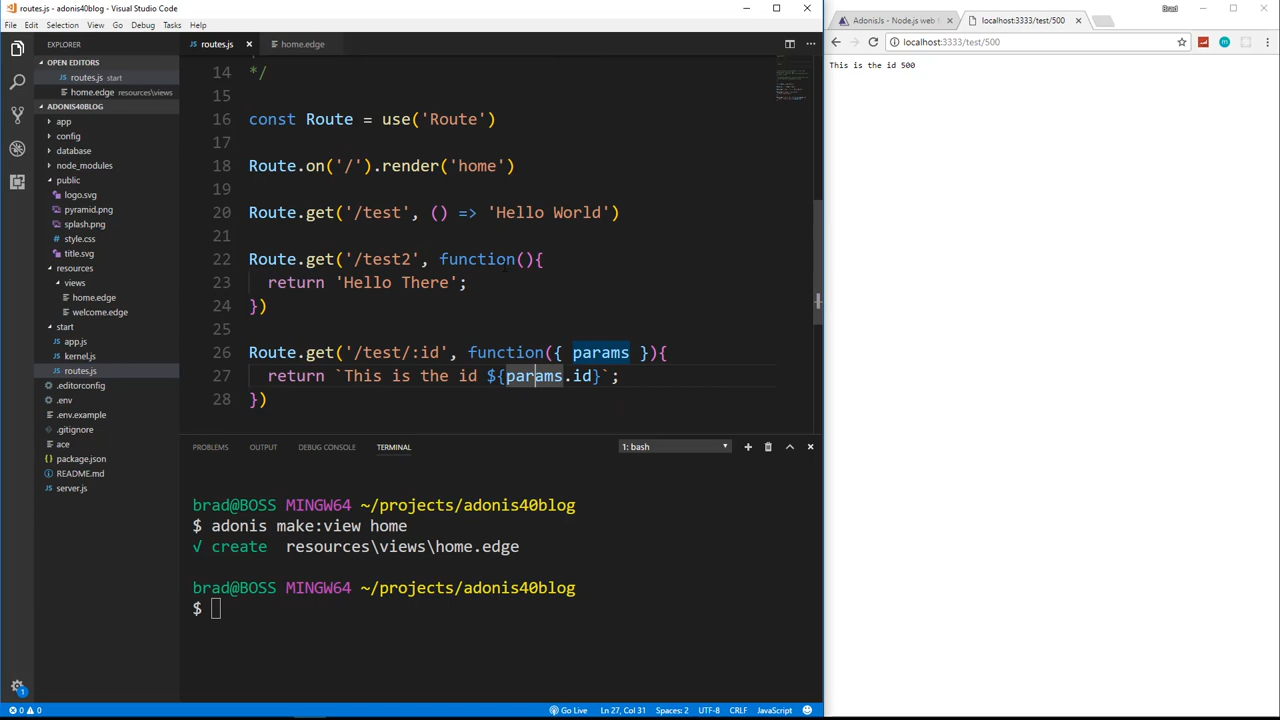 routes.js - adonis40blog - Visual Studio Code
File Edit Selection View Go Debug Tasks Help
EXPLORER
OPEN EDITORS
routes.js start
home.edge resources\views
ADONIS40BLOG
app
config
database
node_modules
public
logo.svg
pyramid.png
splash.png
style.css
title.svg
resources
views
home.edge
welcome.edge
start
app.js
kernel.js
routes.js
.editorconfig
.env
.env.example
.gitignore
ace
package.json
README.md
server.js
routes.js
home.edge
14 */
15
16 const Route = use('Route')
17
18 Route.on('/').render('home')
19
20 Route.get('/test', () => 'Hello World')
21
22 Route.get('/test2', function(){
23 return 'Hello There';
24 })
25
26 Route.get('/test/:id', function({ params }){
27 return `This is the id ${params.id}`;
28 })
PROBLEMS OUTPUT DEBUG CONSOLE TERMINAL 1: bash
brad@BOSS MINGW64 ~/projects/adonis40blog
$ adonis make:view home
√ create resources\views\home.edge
brad@BOSS MINGW64 ~/projects/adonis40blog
$
1
0 0 Go Live Ln 27, Col 31 Spaces: 2 UTF-8 CRLF JavaScript
Brad
AdonisJs - Node.js web f
localhost:3333/test/500
localhost:3333/test/500
This is the id 500